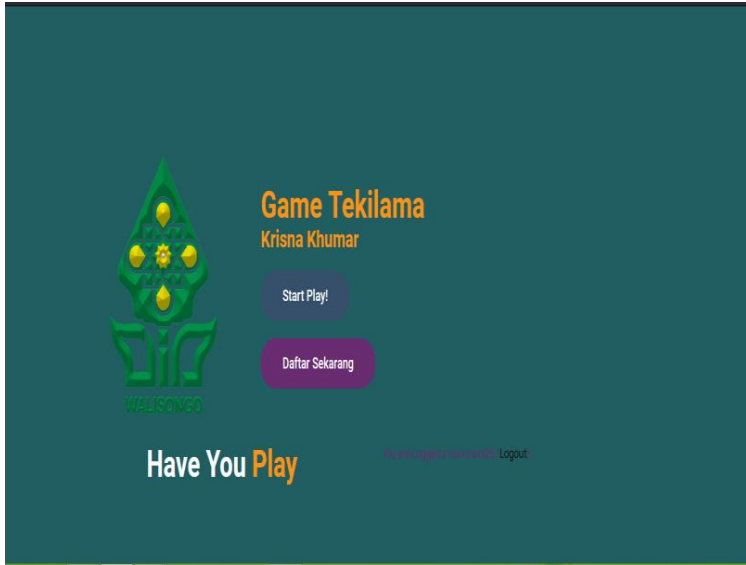 Game Tekilama
Krisna Khumar
Start Play!
Daftar Sekarang
WALISONGO
Have You Play
Logout